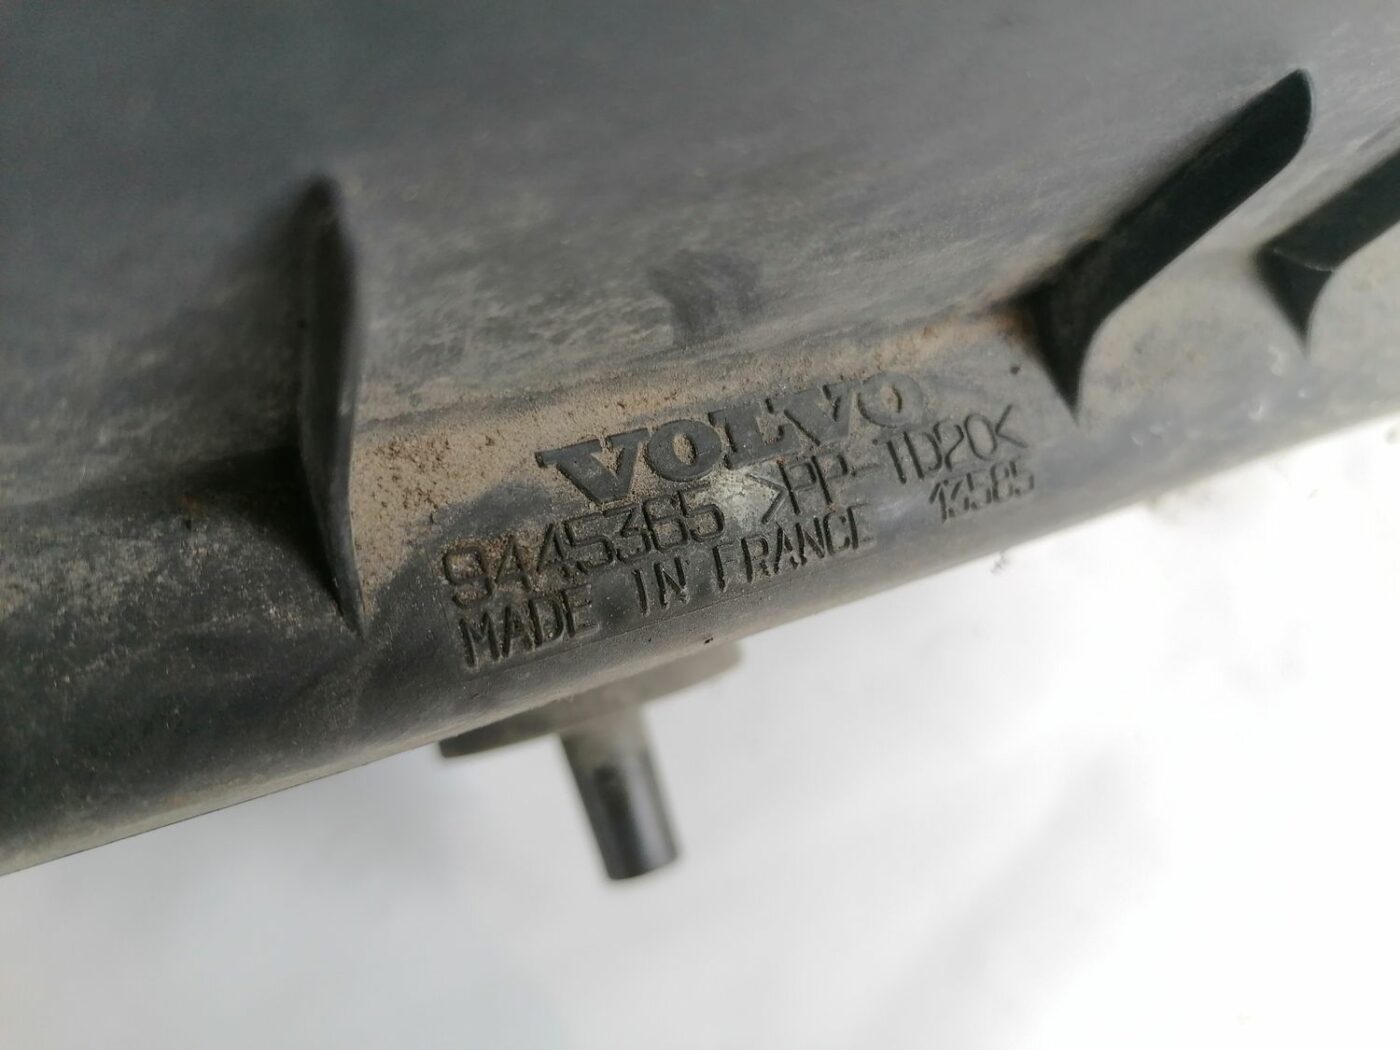 VOLVO
9445365 >PP-TD20<
MADE IN FRANCE 13585